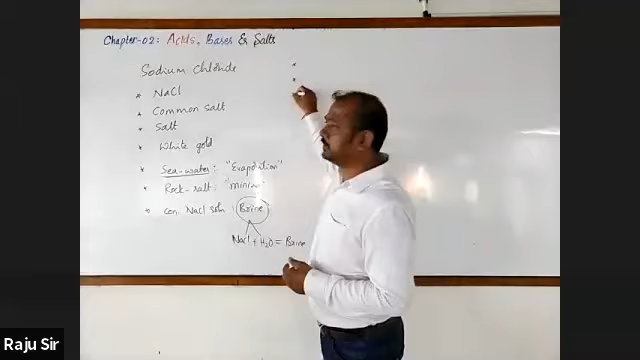 Chapter-02: Acids, Bases & Salts
Sodium Chloride
* NaCl
* Common salt
* Salt
* White gold
* Sea-water: "Evaporation"
* Rock-salt: "mining"
* con NaCl soln: Brine
NaCl + H2O = Brine
Raju Sir